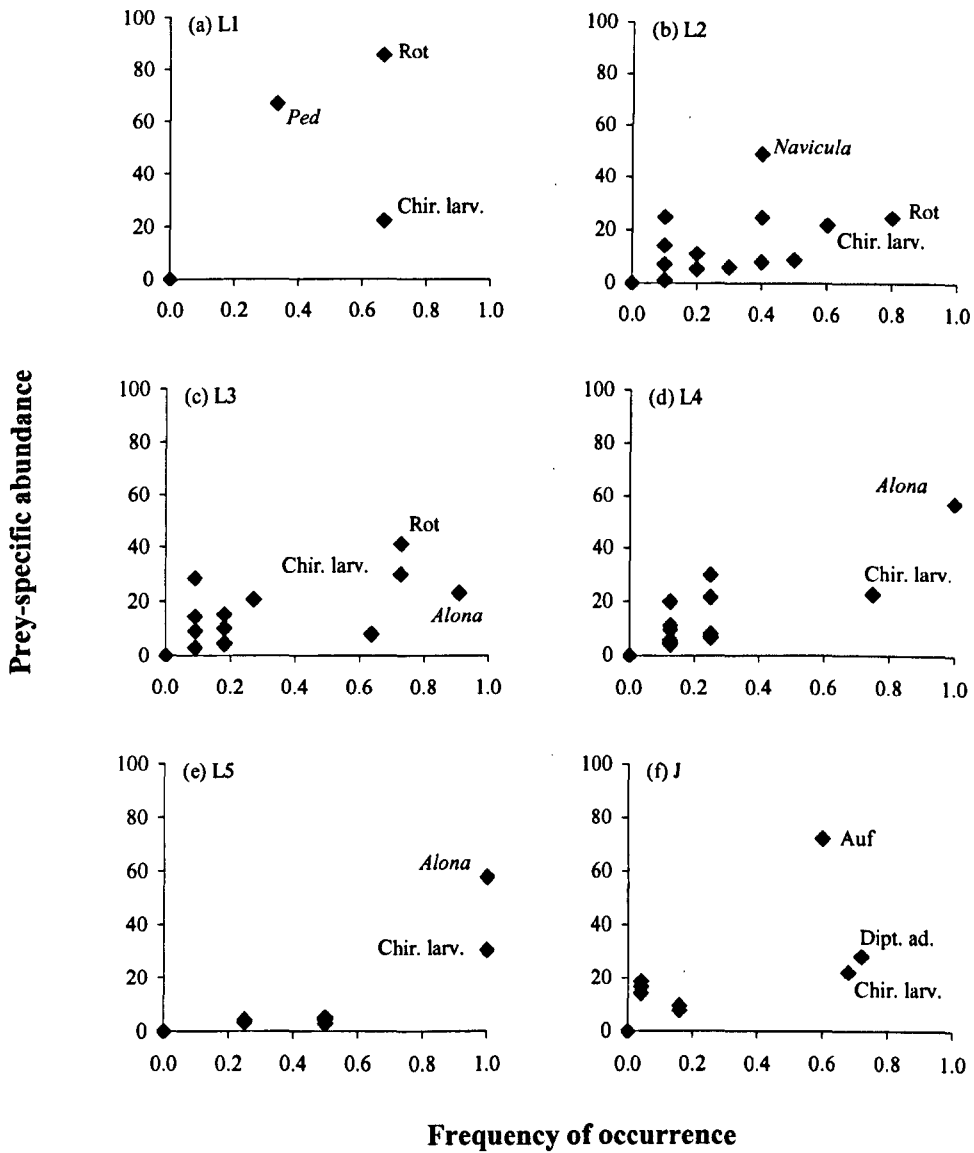 (a) L1
100
80
60
40
20
0
Rot
Ped
Chir. larv.
0.0 0.2 0.4 0.6 0.8 1.0
(b) L2
100
80
60
40
20
0
Navicula
Rot
Chir. larv.
0.0 0.2 0.4 0.6 0.8 1.0
(c) L3
100
80
60
40
20
0
Rot
Chir. larv.
Alona
0.0 0.2 0.4 0.6 0.8 1.0
(d) L4
100
80
60
40
20
0
Alona
Chir. larv.
0.0 0.2 0.4 0.6 0.8 1.0
(e) L5
100
80
60
40
20
0
Alona
Chir. larv.
0.0 0.2 0.4 0.6 0.8 1.0
(f) J
100
80
60
40
20
0
Auf
Dipt. ad.
Chir. larv.
0.0 0.2 0.4 0.6 0.8 1.0
Prey-specific abundance
Frequency of occurrence